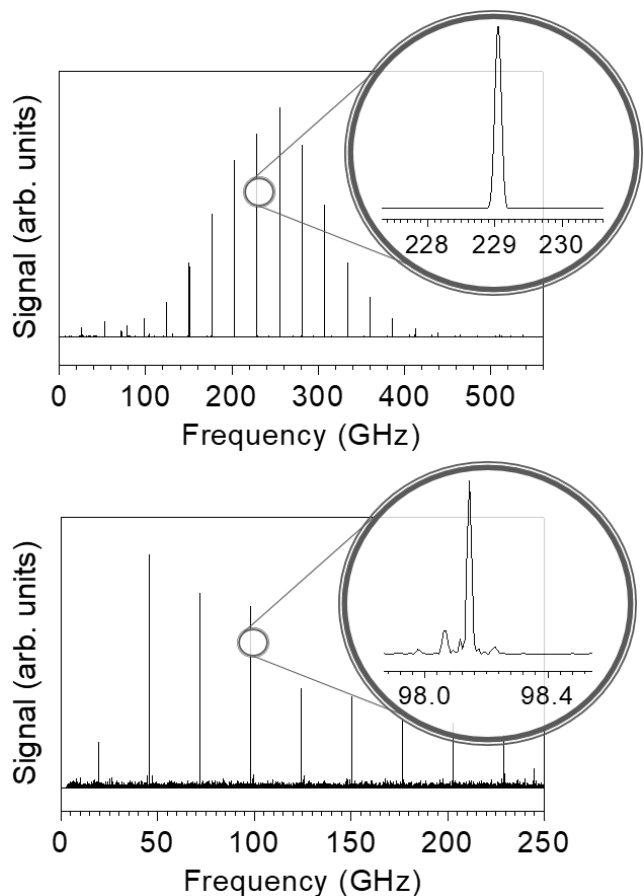 Signal (arb. units)
228 229 230
0 100 200 300 400 500
Frequency (GHz)
Signal (arb. units)
98.0 98.4
0 50 100 150 200 250
Frequency (GHz)